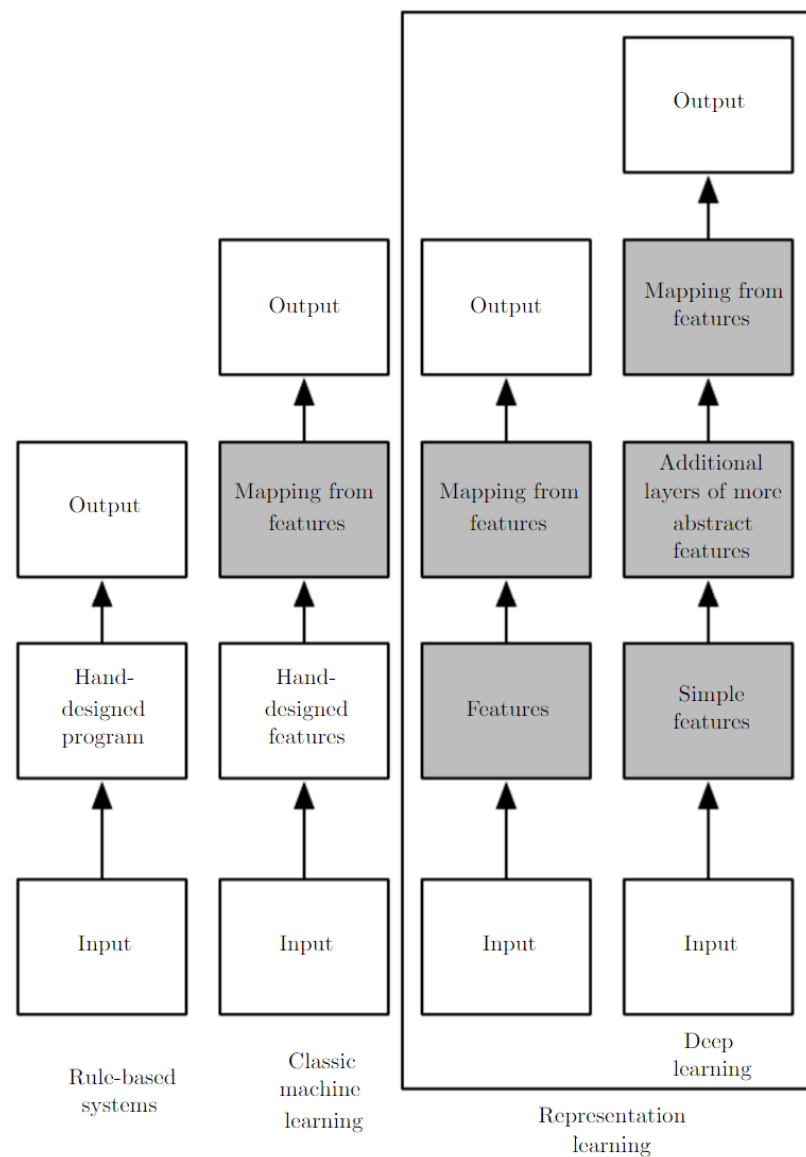 Output
Output
Output
Mapping from
features
Output
Mapping from
features
Mapping from
features
Additional
layers of more
abstract
features
Hand-
designed
program
Hand-
designed
features
Features
Simple
features
Input
Input
Input
Input
Rule-based
systems
Classic
machine
learning
Deep
learning
Representation
learning